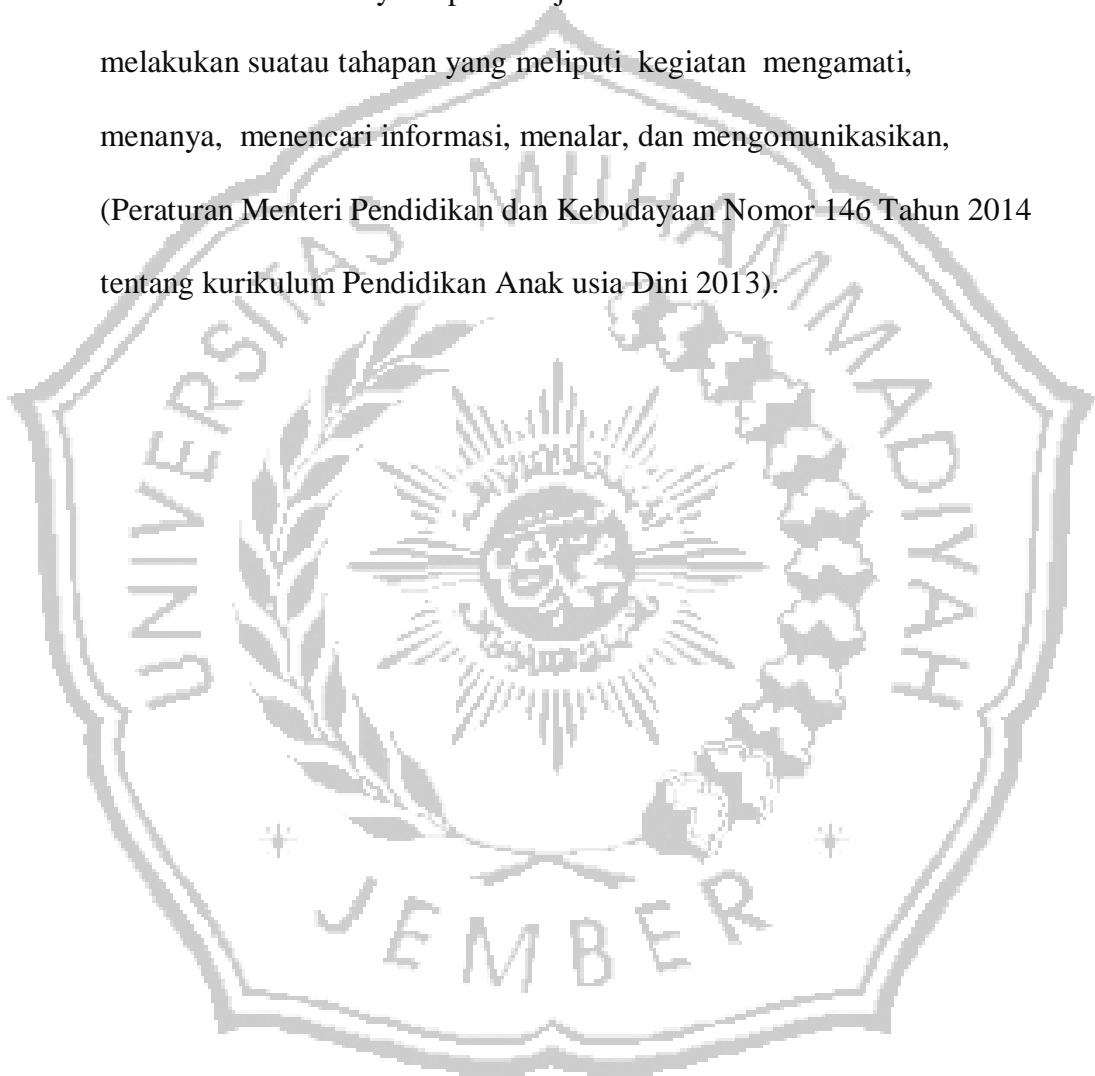 melakukan suatau tahapan yang meliputi kegiatan mengamati,
menanya, menencari informasi, menalar, dan mengomunikasikan,
(Peraturan Menteri Pendidikan dan Kebudayaan Nomor 146 Tahun 2014
tentang kurikulum Pendidikan Anak usia Dini 2013).
UNIVERSITAS MUHAMMADIYAH
JEMBER